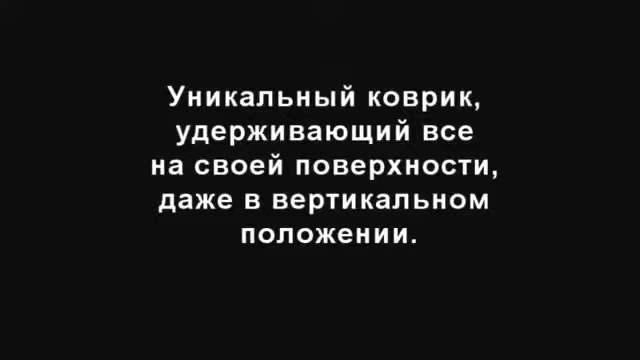 Уникальный коврик,
удерживающий все
на своей поверхности,
даже в вертикальном
положении.